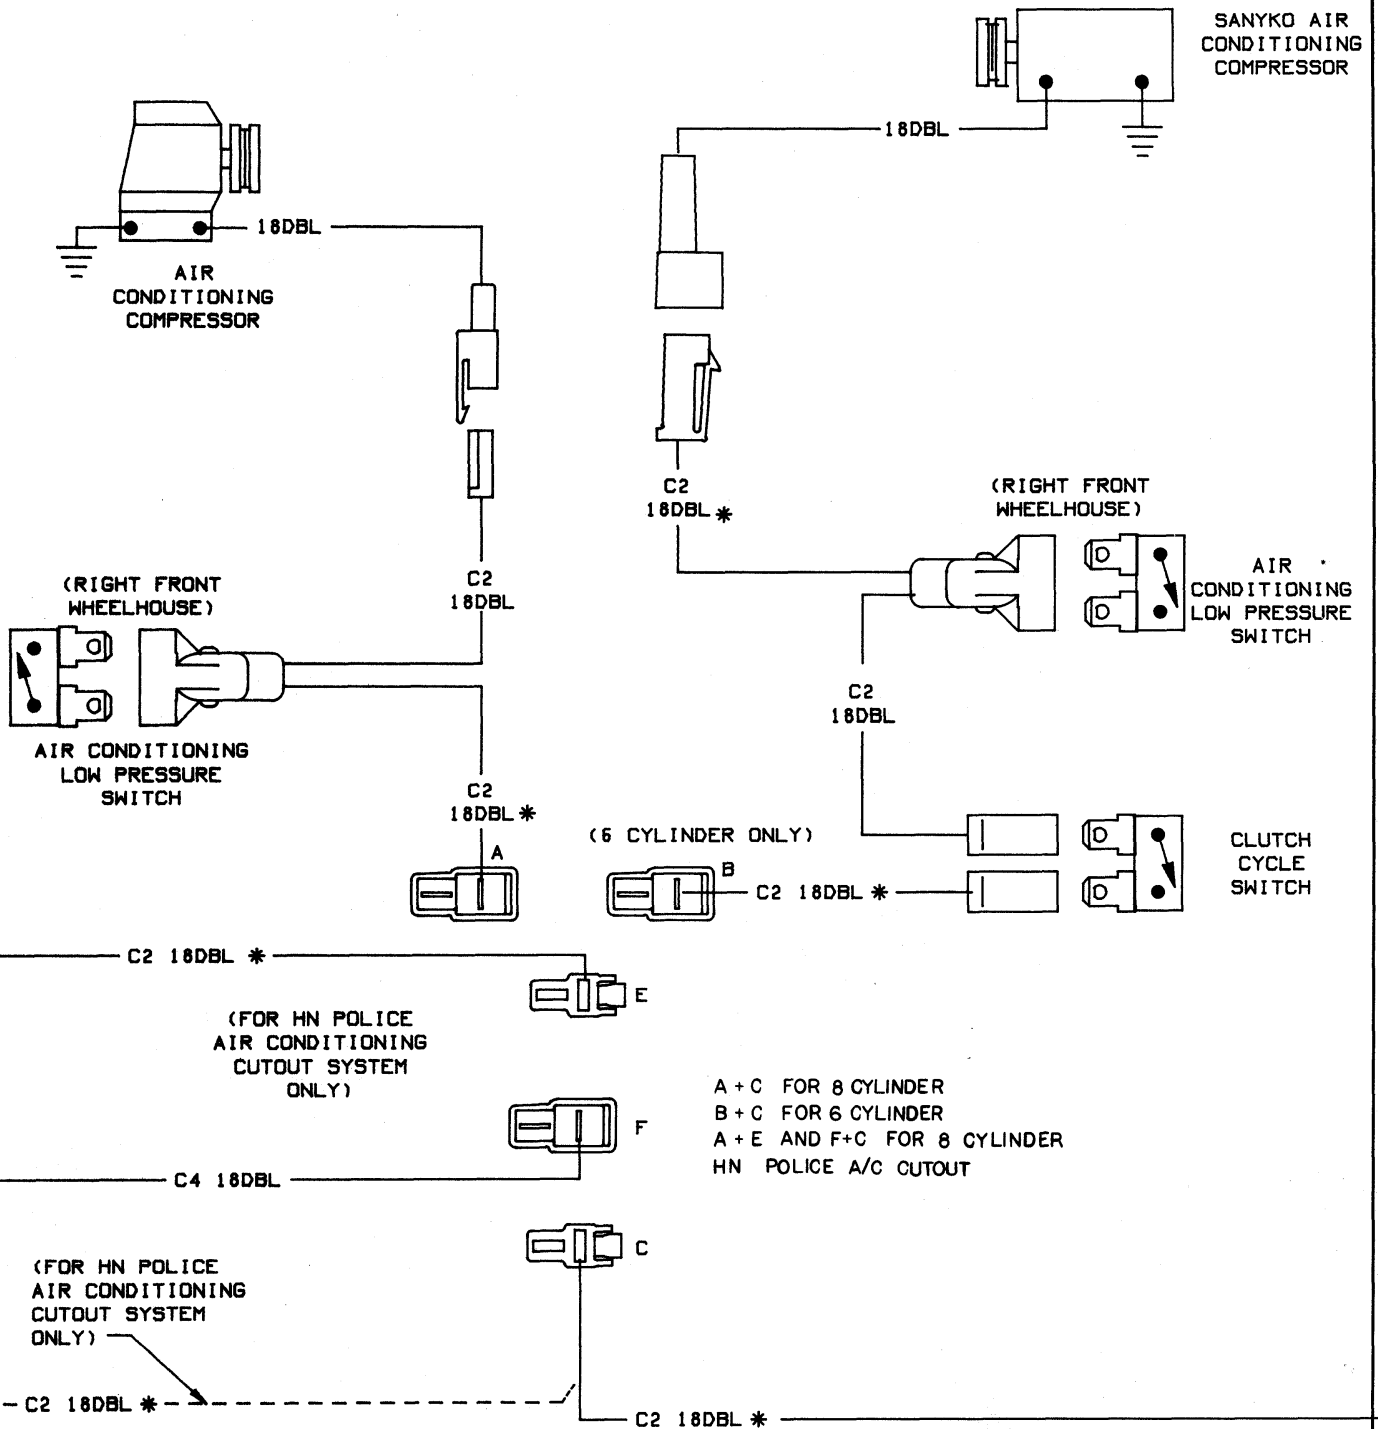 SANYKO AIR
CONDITIONING
COMPRESSOR
18DBL
18DBL
AIR
CONDITIONING
COMPRESSOR
C2
18DBL*
(RIGHT FRONT
WHEELHOUSE)
AIR
CONDITIONING
LOW PRESSURE
SWITCH
C2
18DBL
(RIGHT FRONT
WHEELHOUSE)
AIR CONDITIONING
LOW PRESSURE
SWITCH
C2
18DBL
C2
18DBL*
(6 CYLINDER ONLY)
A
B
C2 18DBL *
CLUTCH
CYCLE
SWITCH
C2 18DBL *
E
(FOR HN POLICE
AIR CONDITIONING
CUTOUT SYSTEM
ONLY)
F
C4 18DBL
A + C FOR 8 CYLINDER
B + C FOR 6 CYLINDER
A + E AND F+C FOR 8 CYLINDER
HN POLICE A/C CUTOUT
C
(FOR HN POLICE
AIR CONDITIONING
CUTOUT SYSTEM
ONLY)
C2 18DBL *
C2 18DBL *